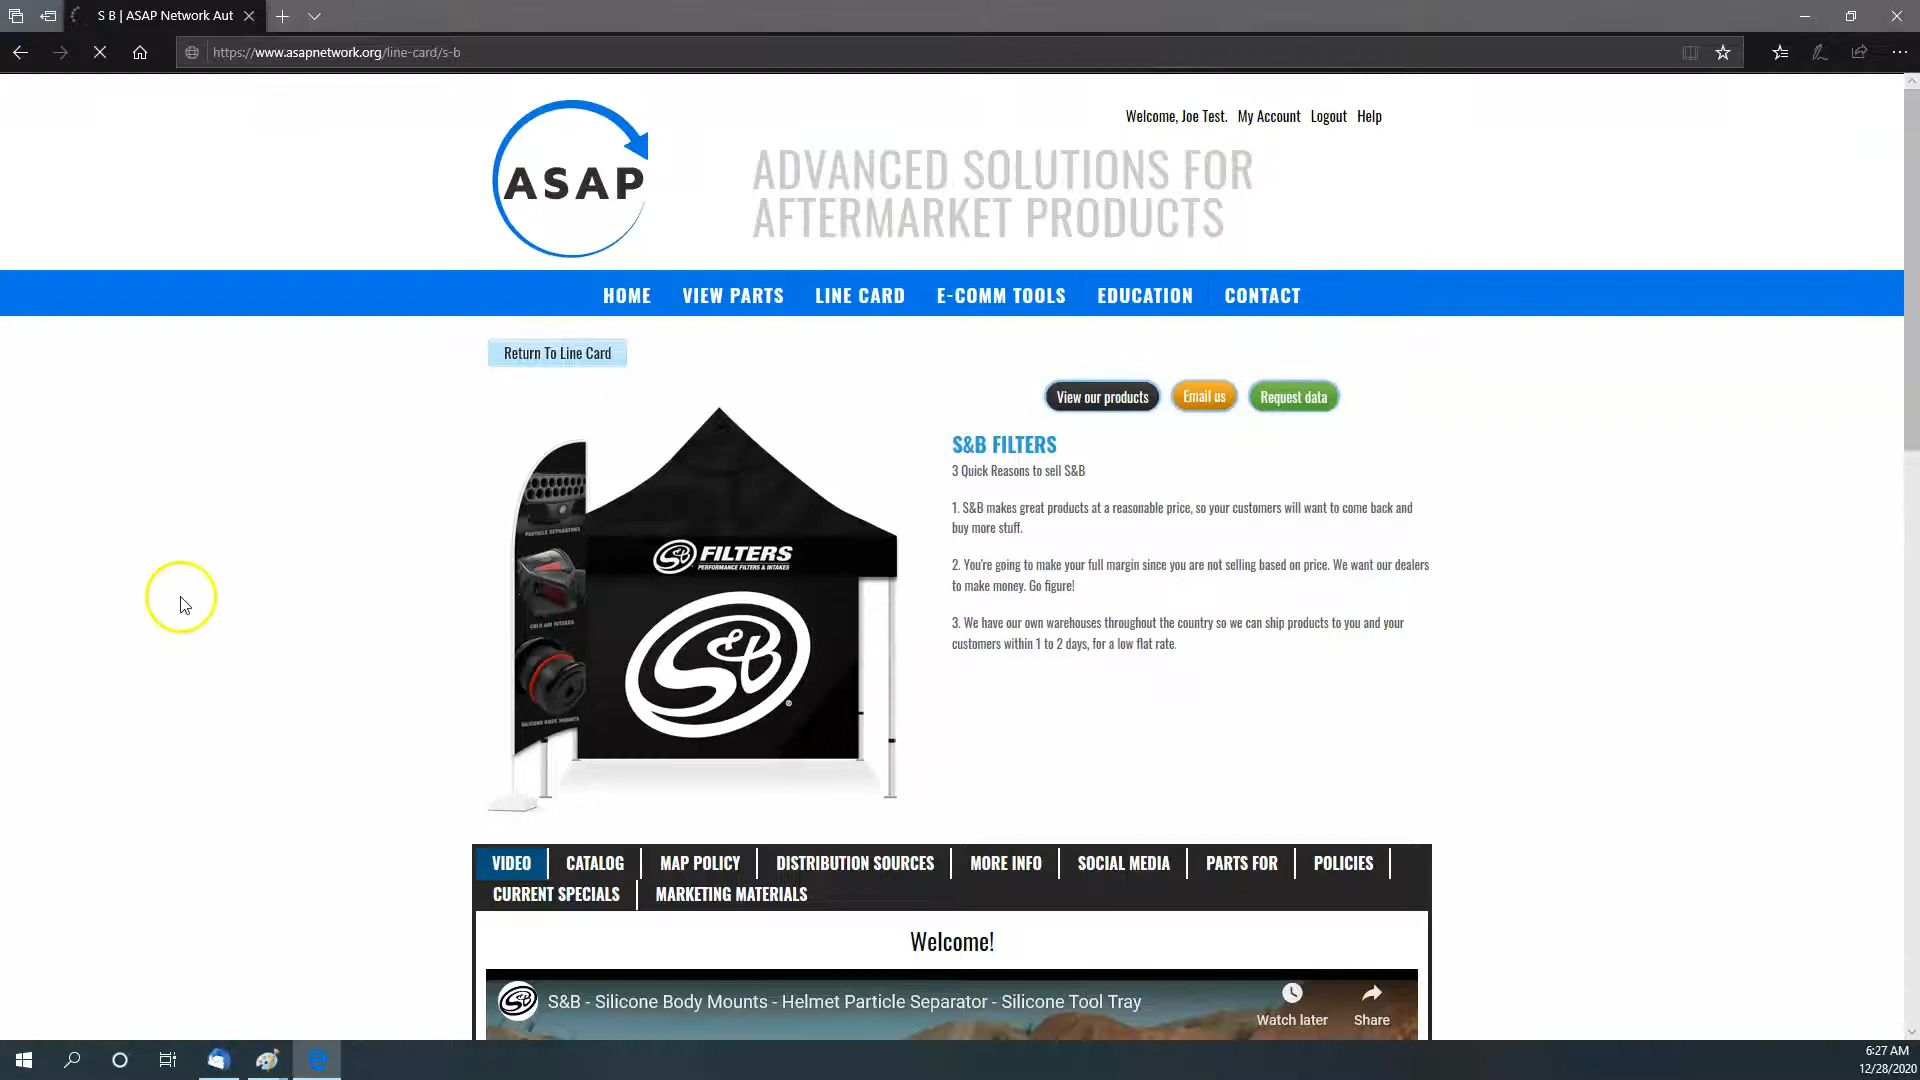 S B | ASAP Network Aut
https://www.asapnetwork.org/line-card/s-b
Welcome, Joe Test. My Account Logout Help
ASAP
ADVANCED SOLUTIONS FOR
AFTERMARKET PRODUCTS
HOME VIEW PARTS LINE CARD E-COMM TOOLS EDUCATION CONTACT
Return To Line Card
View our products Email us Request data
S&B FILTERS
3 Quick Reasons to sell S&B
1. S&B makes great products at a reasonable price, so your customers will want to come back and
buy more stuff.
2. You're going to make your full margin since you are not selling based on price. We want our dealers
to make money. Go figure!
3. We have our own warehouses throughout the country so we can ship products to you and your
customers within 1 to 2 days, for a low flat rate.
PARTICLE SEPARATORS
COLD AIR INTAKES
SILICONE BODY MOUNTS
S&B FILTERS
PERFORMANCE FILTERS & INTAKES
S&B®
VIDEO CATALOG MAP POLICY DISTRIBUTION SOURCES MORE INFO SOCIAL MEDIA PARTS FOR POLICIES
CURRENT SPECIALS MARKETING MATERIALS
Welcome!
S&B
S&B - Silicone Body Mounts - Helmet Particle Separator - Silicone Tool Tray
Watch later Share
6:27 AM
12/28/2020